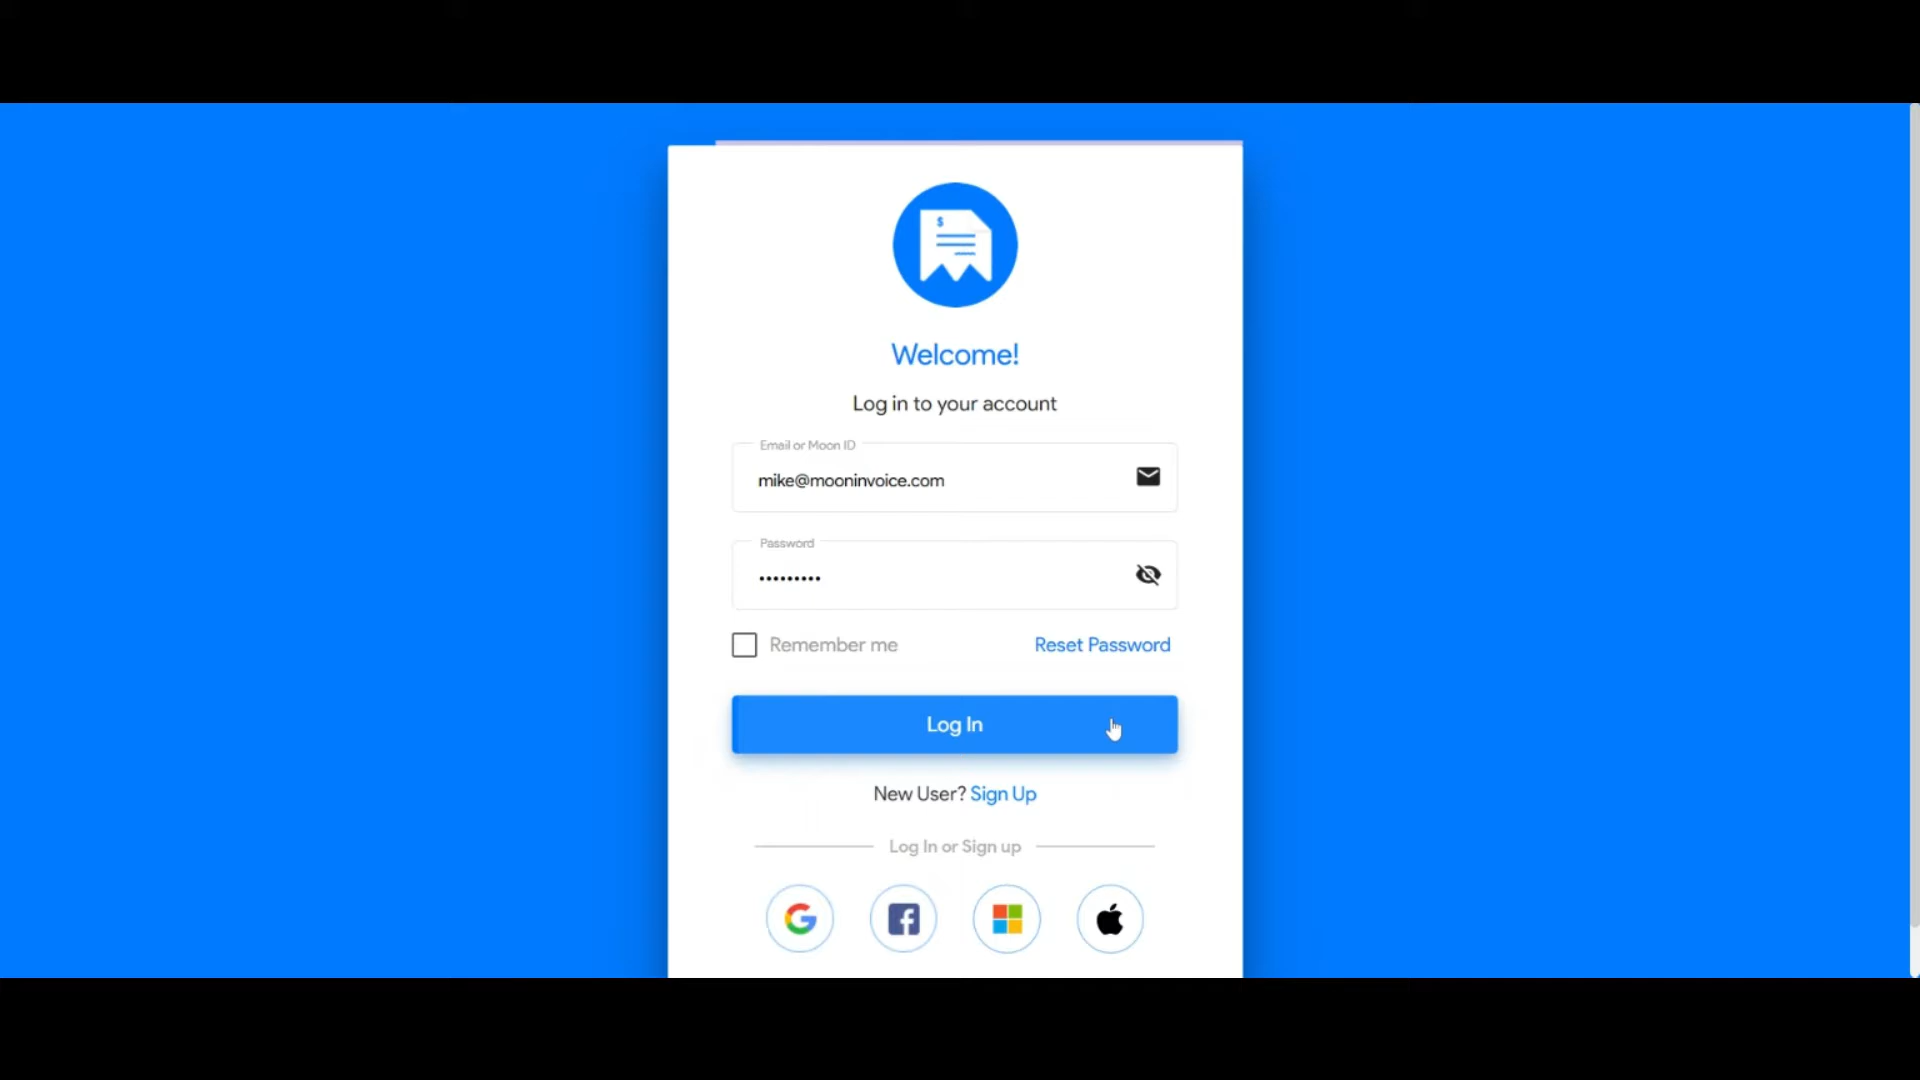 $
Welcome!
Log in to your account
Email or Moon ID
mike@mooninvoice.com
Password
•••••••••
Remember me Reset Password
Log In
New User? Sign Up
Log In or Sign up